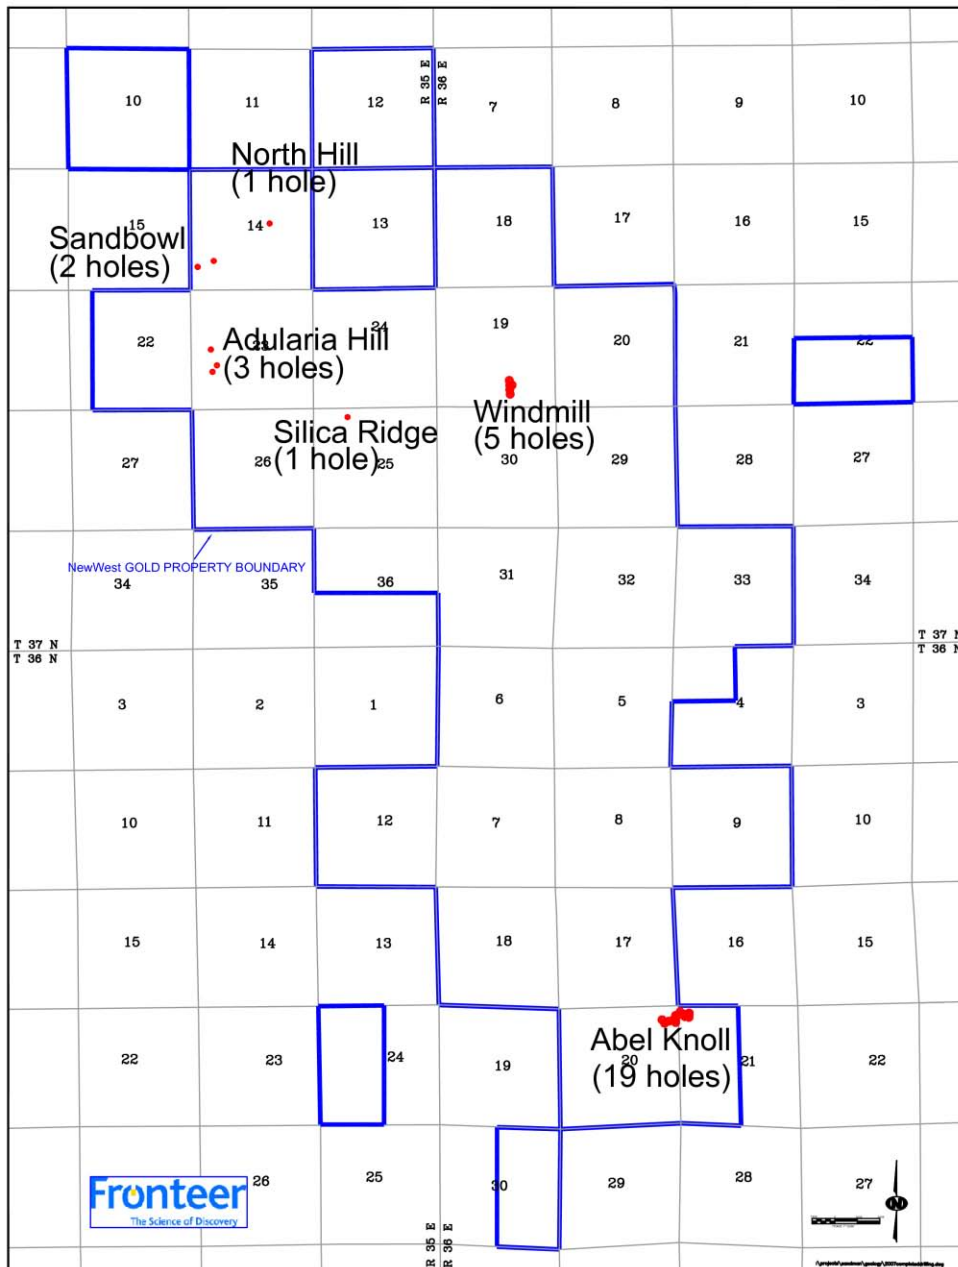 R 35 E
R 36 E
10
11
12
7
8
9
10
North Hill
(1 hole)
15
14
13
18
17
16
15
Sandbowl
(2 holes)
22
Adularia Hill
(3 holes)
23
24
19
20
21
22
Windmill
(5 holes)
Silica Ridge
(1 hole)
27
26
25
30
29
28
27
NewWest GOLD PROPERTY BOUNDARY
34
35
36
31
32
33
34
T 37 N
T 36 N
T 37 N
T 36 N
3
2
1
6
5
4
3
10
11
12
7
8
9
10
15
14
13
18
17
16
15
Abel Knoll
(19 holes)
22
23
24
19
20
21
22
Fronteer
The Science of Discovery
26
25
30
29
28
27
N
R 35 E
R 36 E